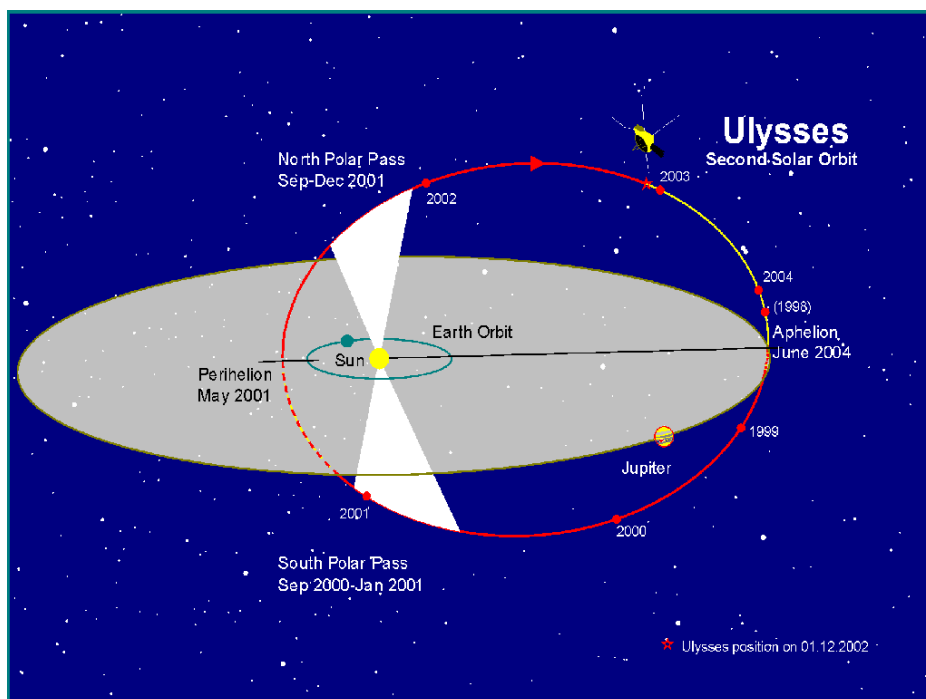 Ulysses
Second Solar Orbit
North Polar Pass
Sep-Dec 2001
2002
2003
2004
(1998)
Aphelion
June 2004
Earth Orbit
Sun
Perihelion
May 2001
1999
Jupiter
2001
2000
South Polar Pass
Sep 2000-Jan 2001
Ulysses position on 01.12.2002